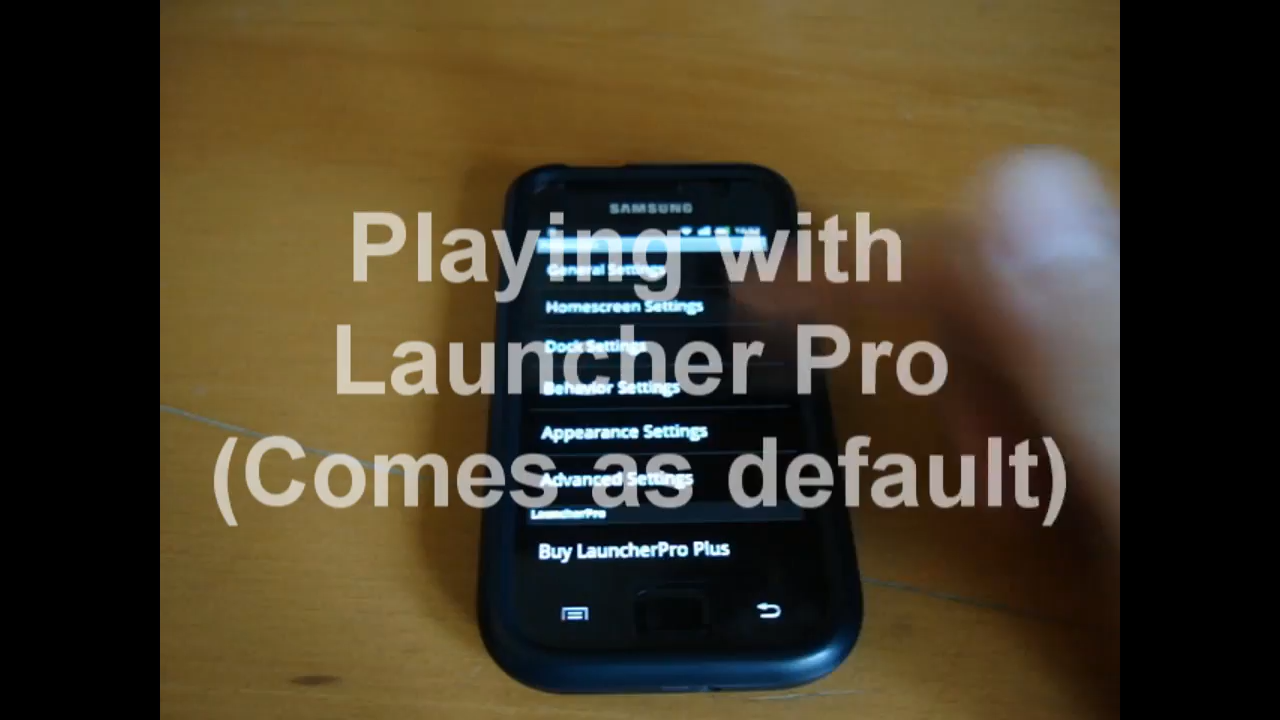 SAMSUNG
Playing with
General Settings
Homescreen Settings
Launcher Pro
Dock Settings
Behavior Settings
Appearance Settings
(Comes as default)
Advanced Settings
LauncherPro
Buy LauncherPro Plus